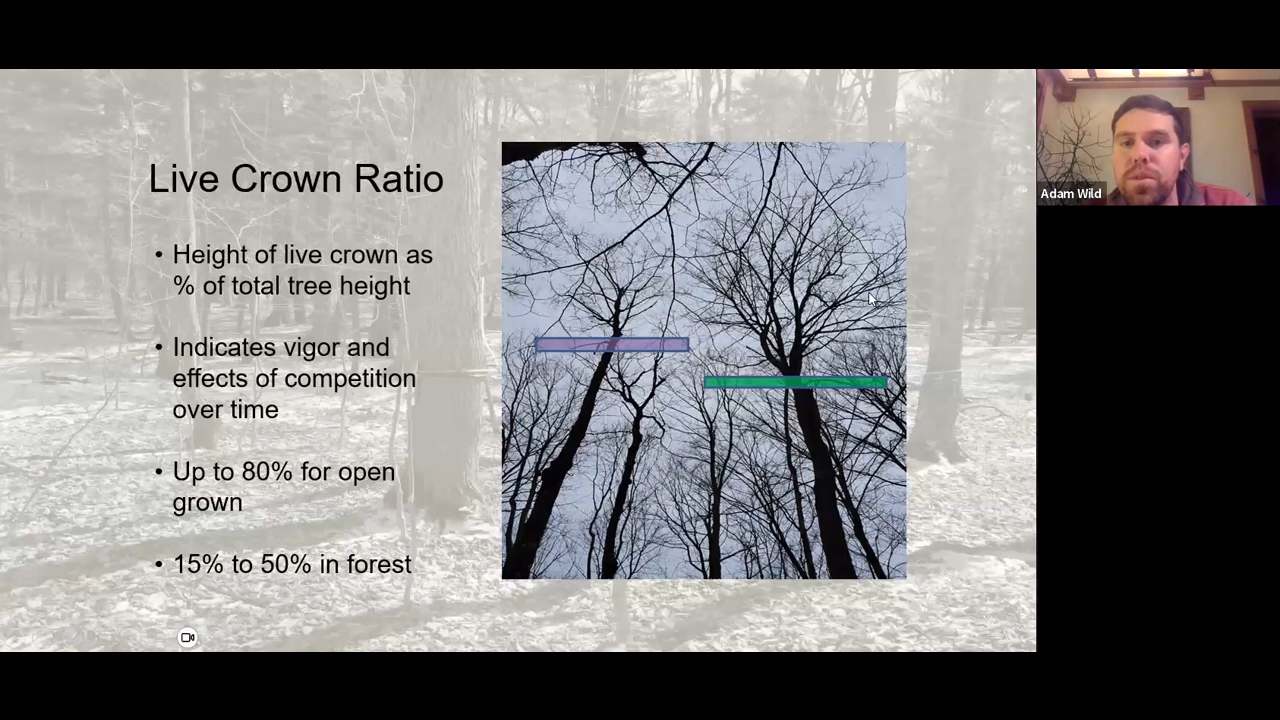 Live Crown Ratio
• Height of live crown as
% of total tree height
• Indicates vigor and
effects of competition
over time
• Up to 80% for open
grown
• 15% to 50% in forest
Adam Wild